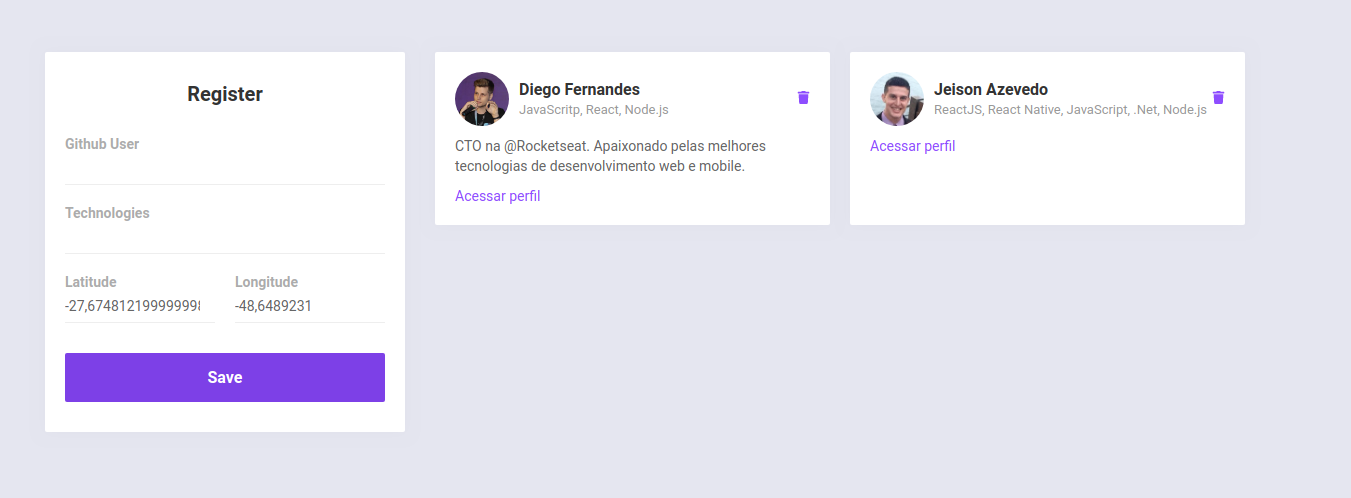 Register
Github User
Technologies
Latitude
Longitude
-27,6748121999999998
-48,6489231
Save
Diego Fernandes
JavaScritp, React, Node.js
CTO na @Rocketseat. Apaixonado pelas melhores
tecnologias de desenvolvimento web e mobile.
Acessar perfil
Jeison Azevedo
ReactJS, React Native, JavaScript, .Net, Node.js
Acessar perfil